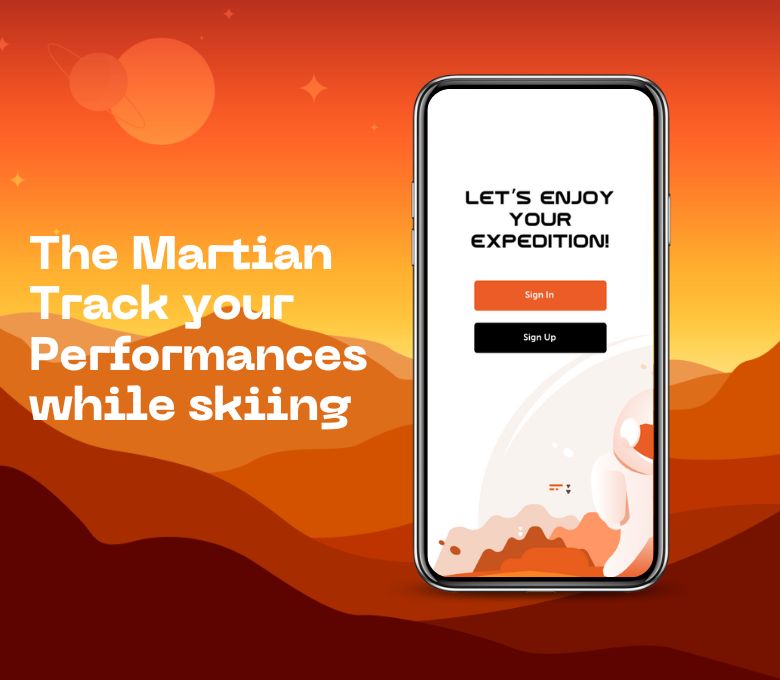 The Martian
Track your
Performances
while skiing
LET'S ENJOY
YOUR
EXPEDITION!
Sign In
Sign Up